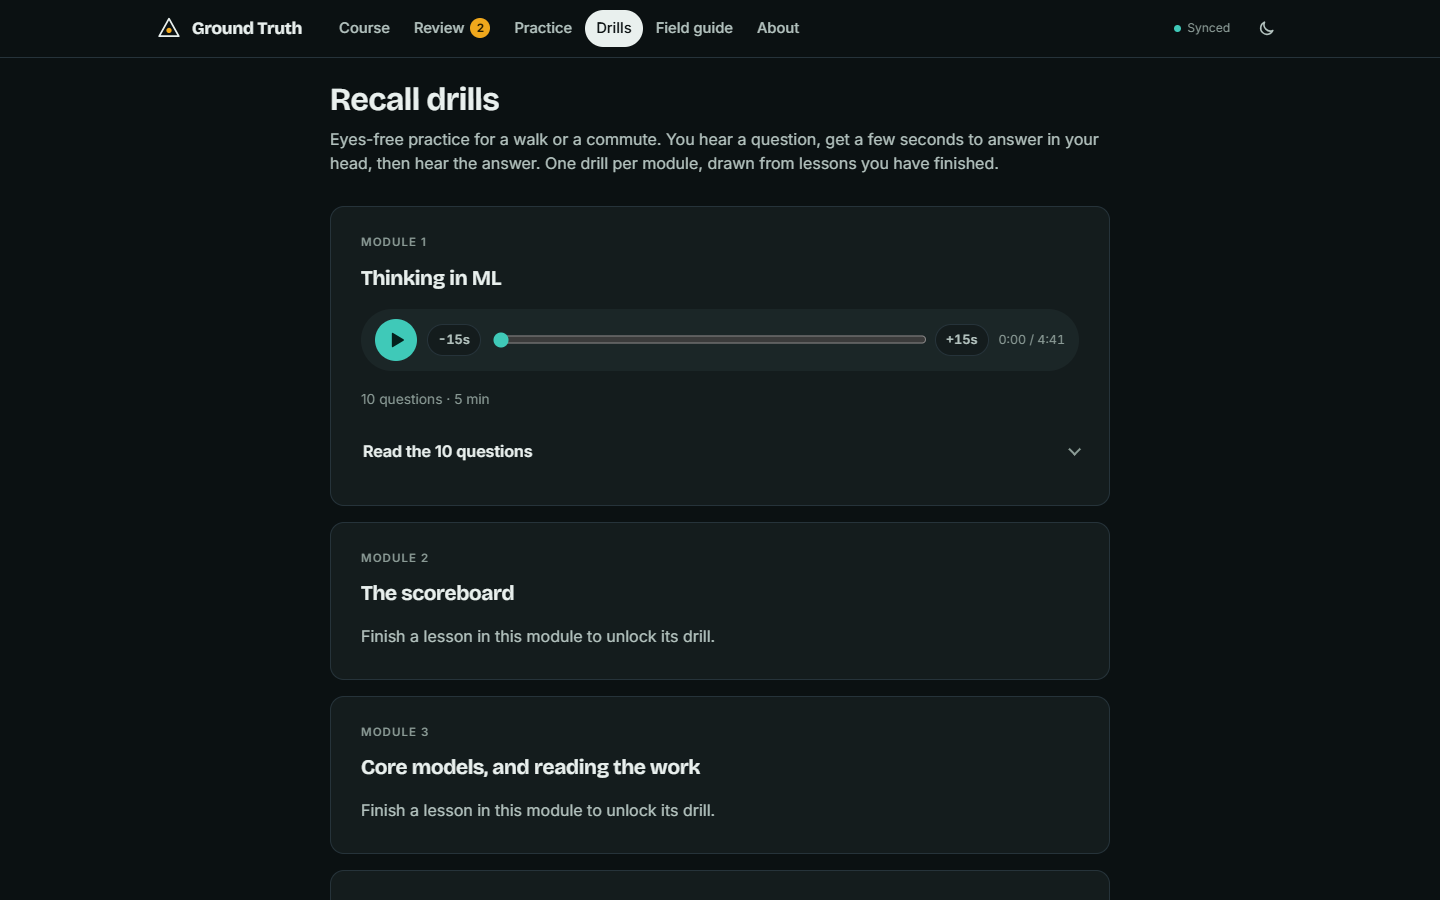 Ground Truth
Course
Review 2
Practice
Drills
Field guide
About
Synced
Recall drills
Eyes-free practice for a walk or a commute. You hear a question, get a few seconds to answer in your
head, then hear the answer. One drill per module, drawn from lessons you have finished.
MODULE 1
Thinking in ML
-15s
+15s
0:00 / 4:41
10 questions · 5 min
Read the 10 questions
MODULE 2
The scoreboard
Finish a lesson in this module to unlock its drill.
MODULE 3
Core models, and reading the work
Finish a lesson in this module to unlock its drill.